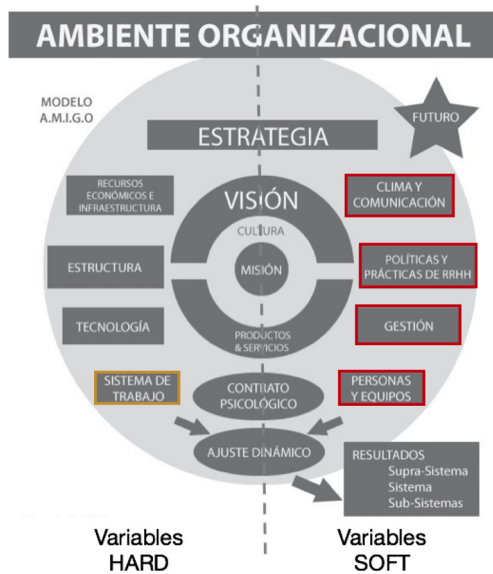 AMBIENTE ORGANIZACIONAL
MODELO
A.M.I.G.O
FUTURO
ESTRATEGIA
RECURSOS
ECONÓMICOS E
INFRAESTRUCTURA
VISIÓN
CLIMA Y
COMUNICACIÓN
CULTURA
ESTRUCTURA
MISIÓN
POLÍTICAS Y
PRÁCTICAS DE RRHH
TECNOLOGÍA
PRODUCTOS
& SERVICIOS
GESTIÓN
SISTEMA DE
TRABAJO
CONTRATO
PSICOLÓGICO
PERSONAS
Y EQUIPOS
AJUSTE DINÁMICO
RESULTADOS
Supra-Sistema
Sistema
Sub-Sistemas
Variables
HARD
Variables
SOFT